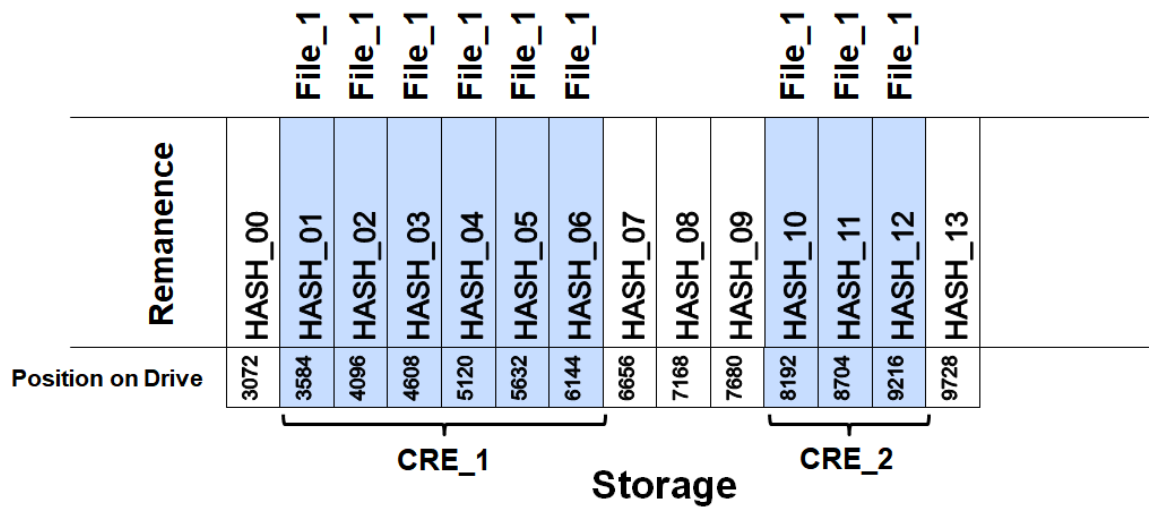 File_1 File_1 File_1 File_1 File_1 File_1 File_1 File_1 File_1
Remanence HASH_00 HASH_01 HASH_02 HASH_03 HASH_04 HASH_05 HASH_06 HASH_07 HASH_08 HASH_09 HASH_10 HASH_11 HASH_12 HASH_13
Position on Drive 3072 3584 4096 4608 5120 5632 6144 6656 7168 7680 8192 8704 9216 9728
CRE_1 CRE_2
Storage